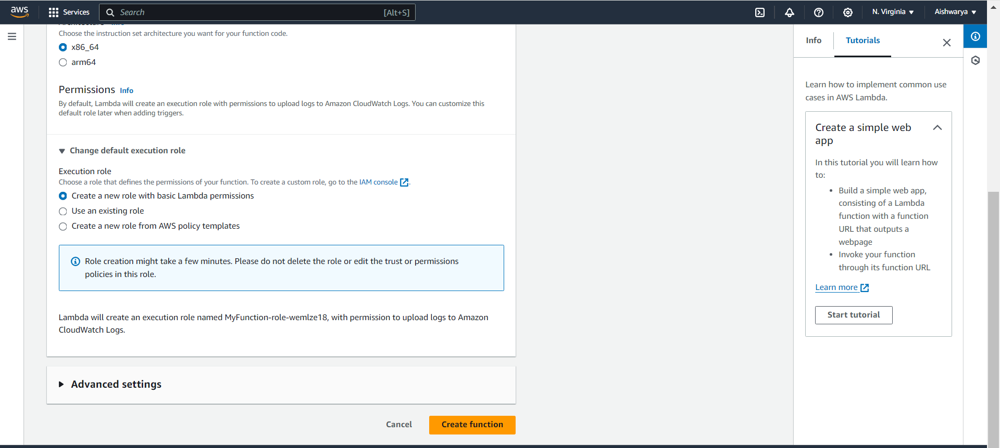 aws
Services
Search
[Alt+S]
N. Virginia
Aishwarya
Choose the instruction set architecture you want for your function code.
x86_64
arm64
Permissions Info
By default, Lambda will create an execution role with permissions to upload logs to Amazon CloudWatch Logs. You can customize this
default role later when adding triggers.
Change default execution role
Execution role
Choose a role that defines the permissions of your function. To create a custom role, go to the IAM console.
Create a new role with basic Lambda permissions
Use an existing role
Create a new role from AWS policy templates
Role creation might take a few minutes. Please do not delete the role or edit the trust or permissions
policies in this role.
Lambda will create an execution role named MyFunction-role-wemlze18, with permission to upload logs to Amazon
CloudWatch Logs.
Advanced settings
Cancel
Create function
Info
Tutorials
Learn how to implement common use
cases in AWS Lambda.
Create a simple web
app
In this tutorial you will learn how
to:
• Build a simple web app,
consisting of a Lambda
function with a function
URL that outputs a
webpage
• Invoke your function
through its function URL
Learn more
Start tutorial